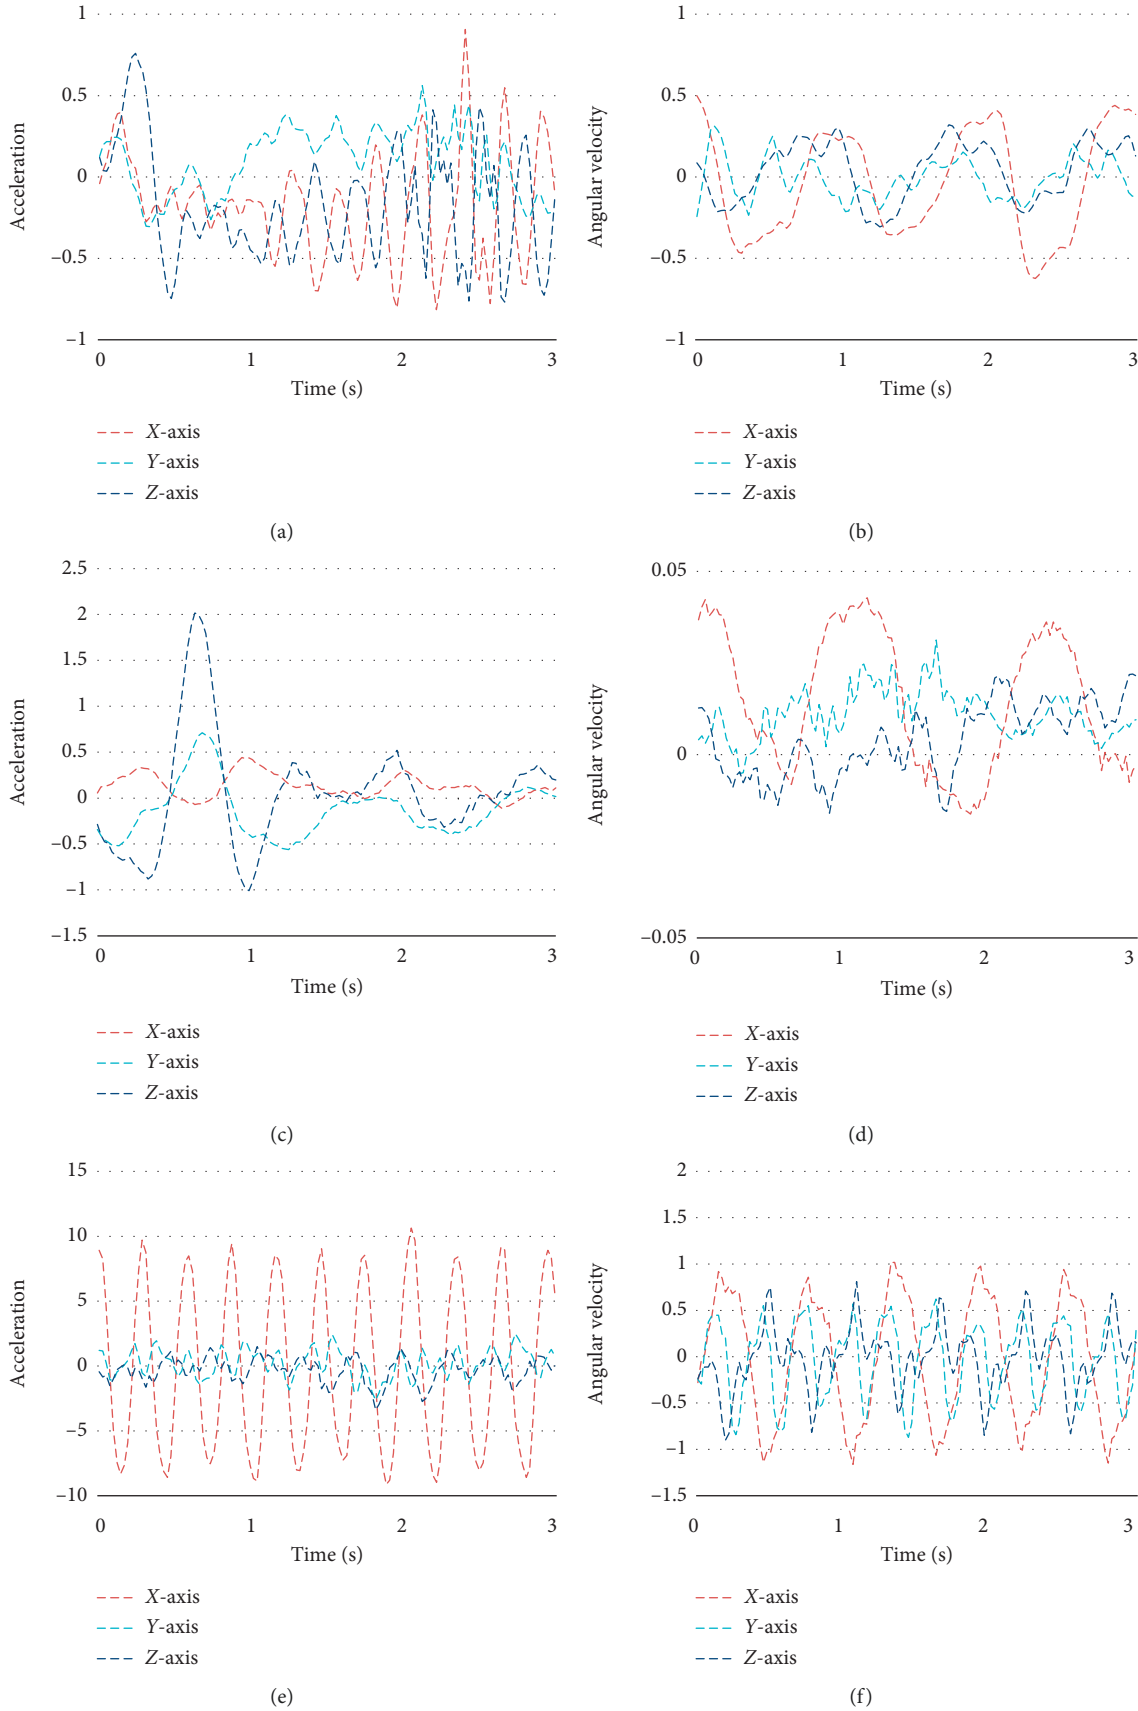 1
0.5
0
–0.5
–1
Acceleration
0
1
2
3
Time (s)
X-axis
Y-axis
Z-axis
(a)
1
0.5
0
–0.5
–1
Angular velocity
0
1
2
3
Time (s)
X-axis
Y-axis
Z-axis
(b)
2.5
2
1.5
1
0.5
0
–0.5
–1
–1.5
Acceleration
0
1
2
3
Time (s)
X-axis
Y-axis
Z-axis
(c)
0.05
0
–0.05
Angular velocity
0
1
2
3
Time (s)
X-axis
Y-axis
Z-axis
(d)
15
10
5
0
–5
–10
Acceleration
0
1
2
3
Time (s)
X-axis
Y-axis
Z-axis
(e)
2
1.5
1
0.5
0
–0.5
–1
–1.5
Angular velocity
0
1
2
3
Time (s)
X-axis
Y-axis
Z-axis
(f)